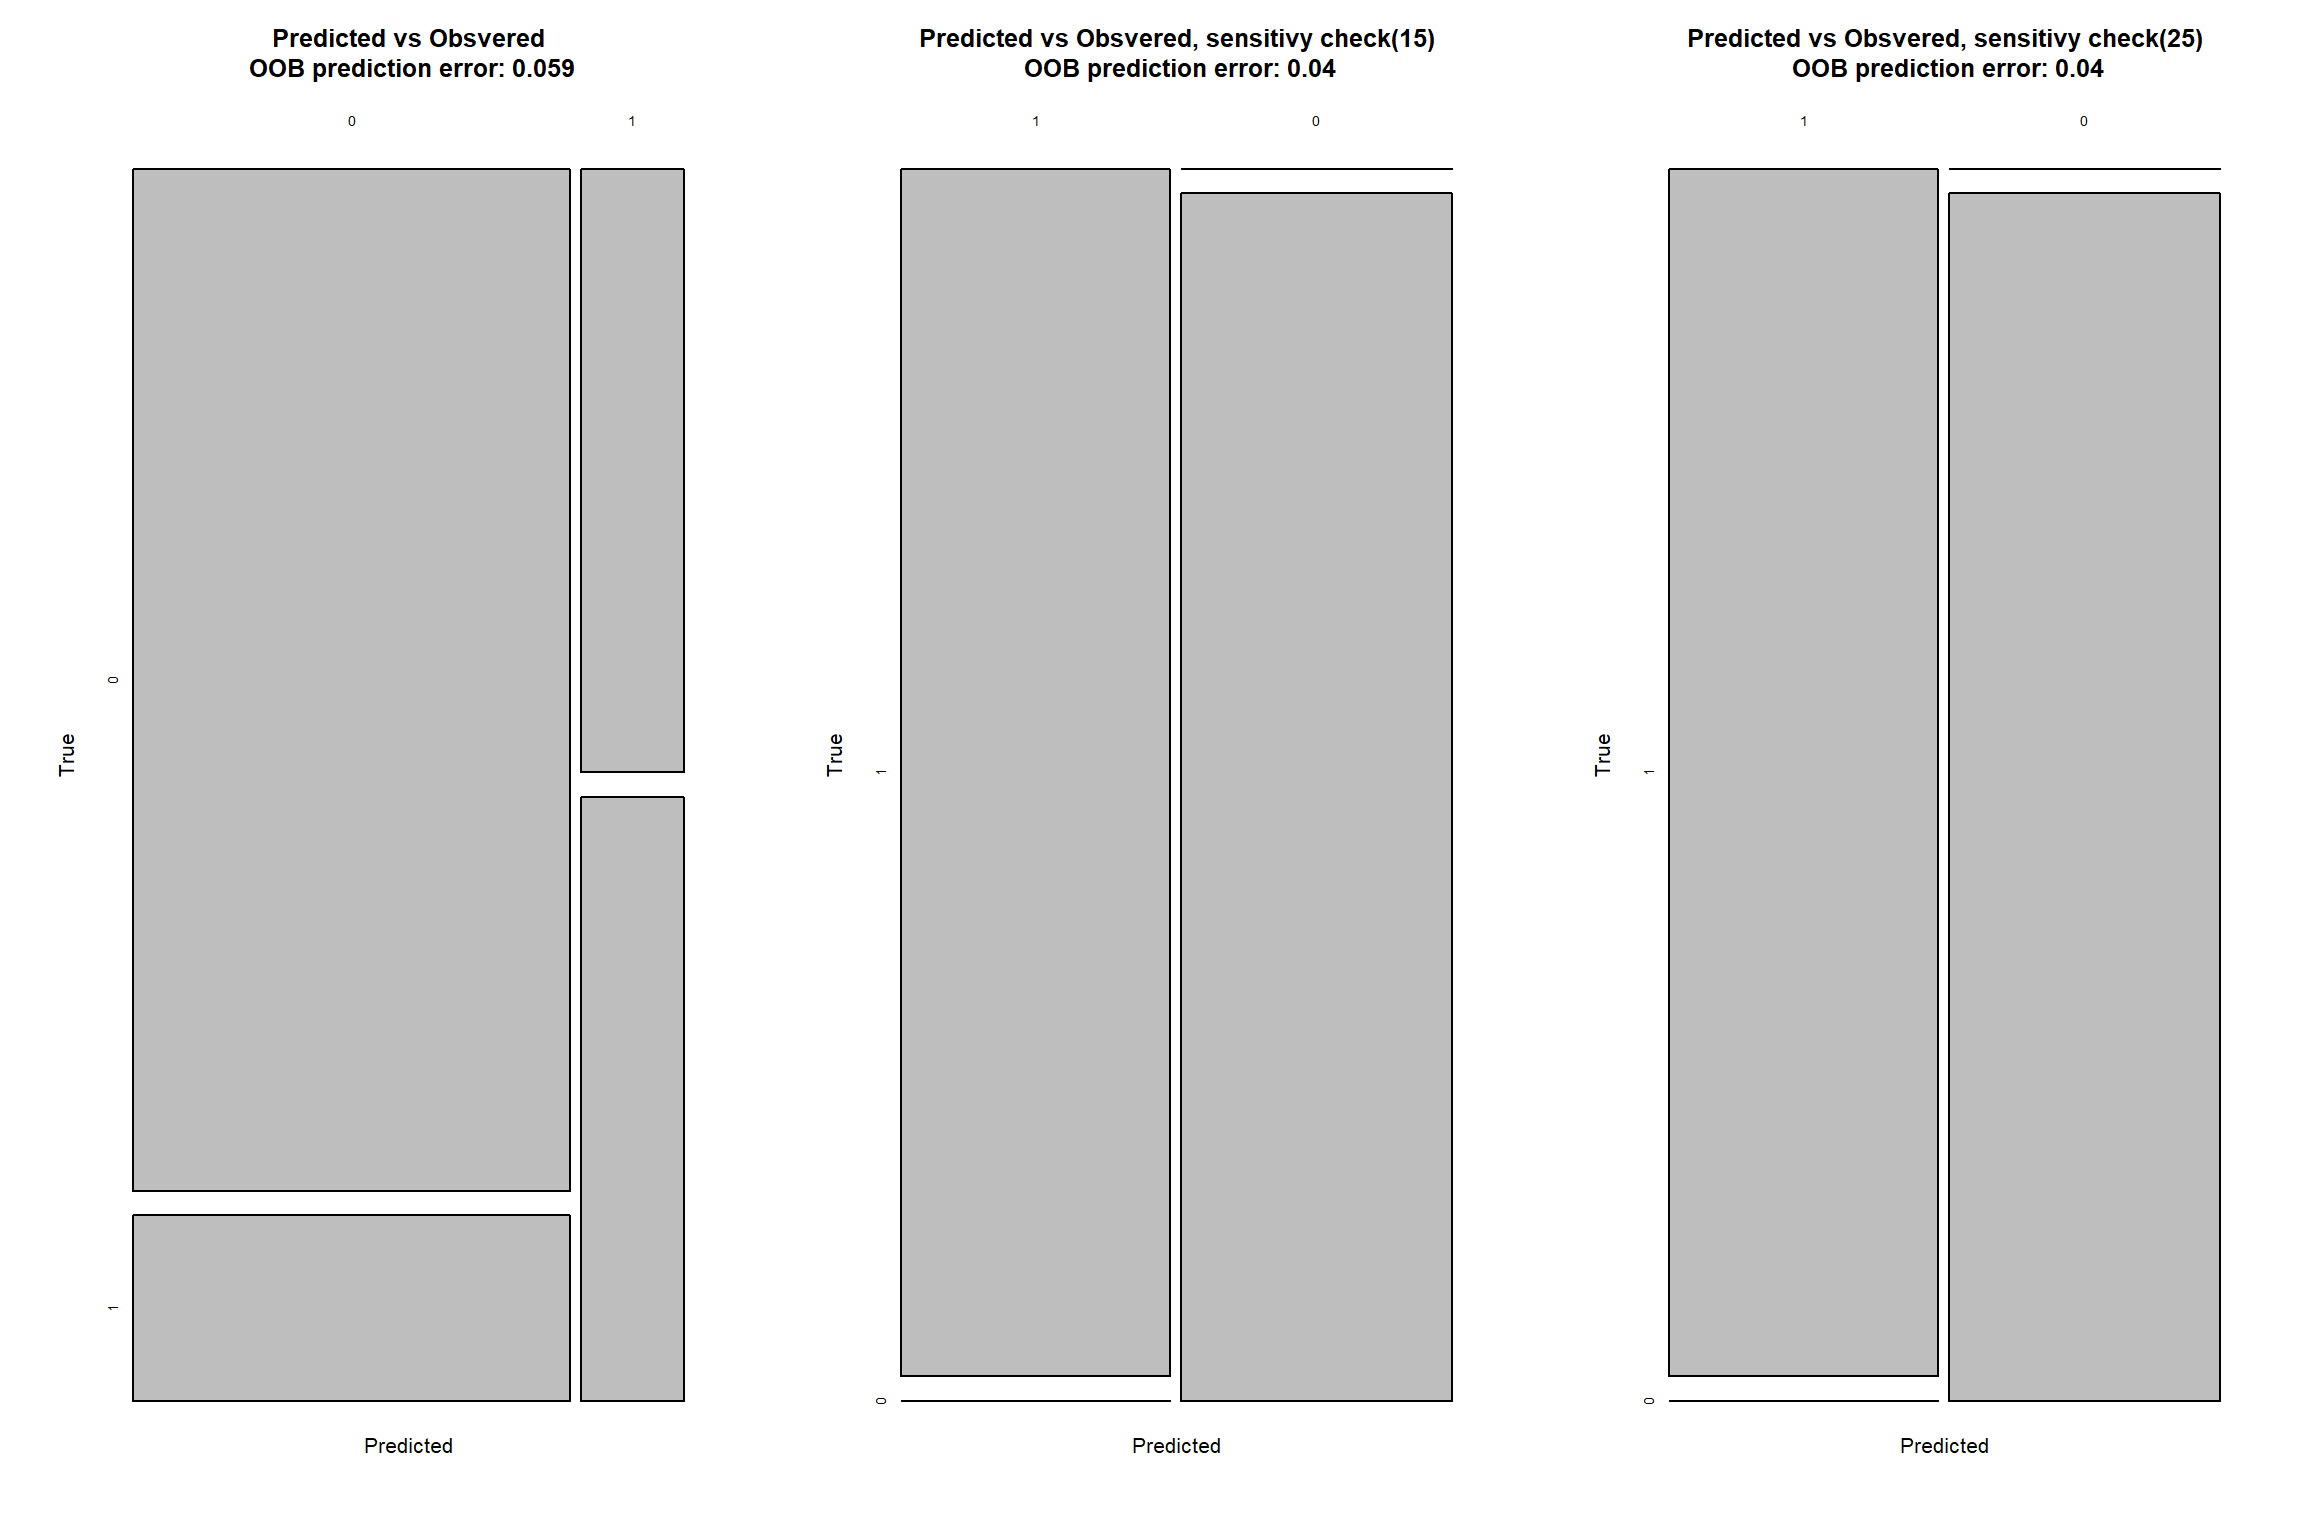 Predicted vs Obsvered
OOB prediction error: 0.059
0 1
0
1
True
Predicted
Predicted vs Obsvered, sensitivy check(15)
OOB prediction error: 0.04
1 0
1
0
True
Predicted
Predicted vs Obsvered, sensitivy check(25)
OOB prediction error: 0.04
1 0
1
0
True
Predicted